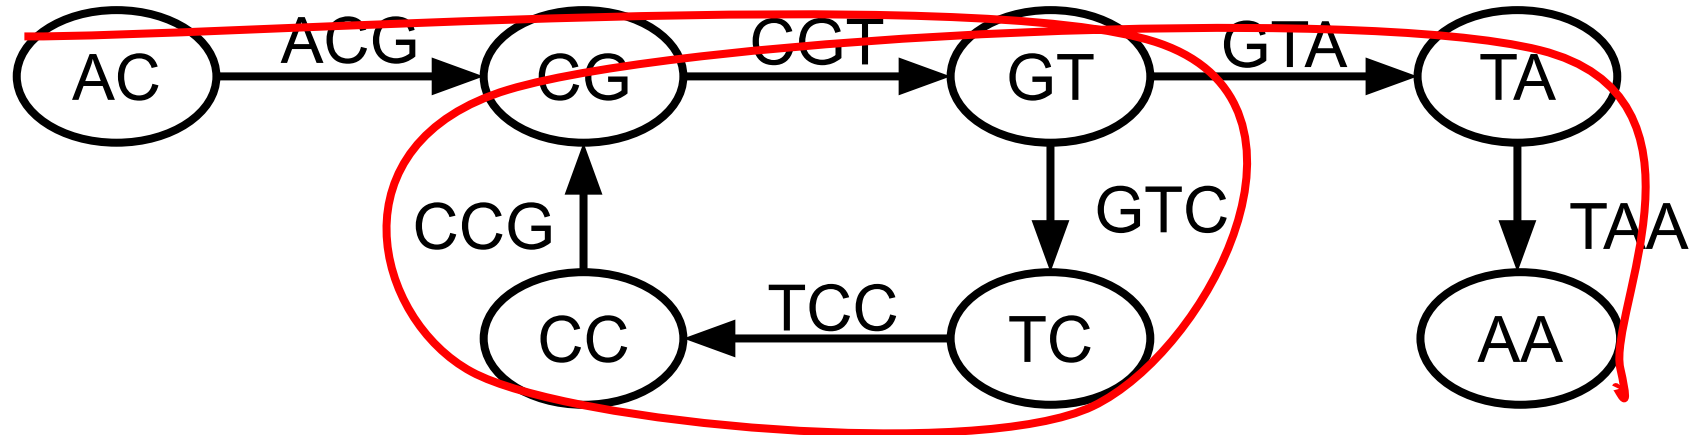 ACG CGT GTA
AC CG GT TA
CCG GTC TAA
TCC
CC TC AA